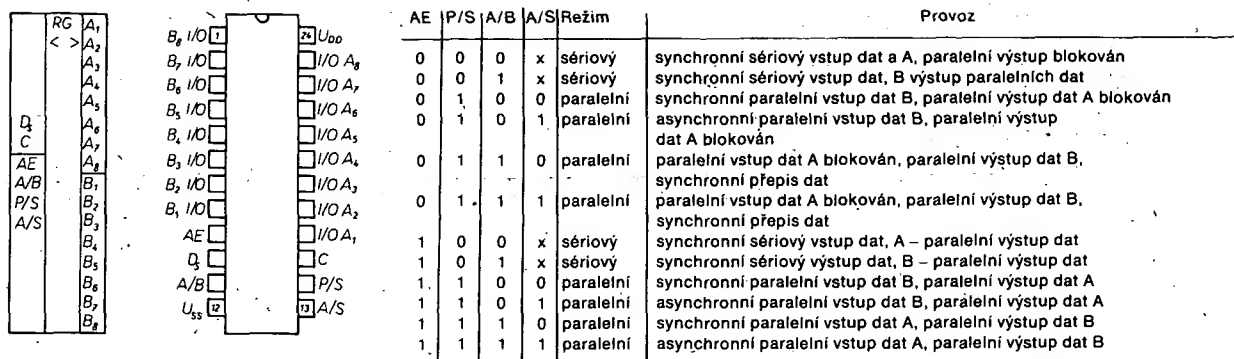 RG
< >
A₁
A₂
A₃
A₄
A₅
A₆
A₇
A₈
D₅
C
AE
A/B
P/S
A/S
B₁
B₂
B₃
B₄
B₅
B₆
B₇
B₈
B₈ I/O 1
B₇ I/O
B₆ I/O
B₅ I/O
B₄ I/O
B₃ I/O
B₂ I/O
B₁ I/O
AE
D₅
A/B
U_SS 12
24 U_DD
I/O A₈
I/O A₇
I/O A₆
I/O A₅
I/O A₄
I/O A₃
I/O A₂
I/O A₁
C
P/S
13 A/S
AE P/S A/B A/S Režim Provoz
0 0 0 x sériový synchronní sériový vstup dat a A, paralelní výstup blokován
0 0 1 x sériový synchronní sériový vstup dat, B výstup paralelních dat
0 1 0 0 paralelní synchronní paralelní vstup dat B, paralelní výstup dat A blokován
0 1 0 1 paralelní asynchronní paralelní vstup dat B, paralelní výstup
dat A blokován
0 1 1 0 paralelní paralelní vstup dat A blokován, paralelní výstup dat B,
synchronní přepis dat
0 1 1 1 paralelní paralelní vstup dat A blokován, paralelní výstup dat B,
synchronní přepis dat
1 0 0 x sériový synchronní sériový vstup dat, A – paralelní výstup dat
1 0 1 x sériový synchronní sériový výstup dat, B – paralelní výstup dat
1 1 0 0 paralelní synchronní paralelní vstup dat B, paralelní výstup dat A
1 1 0 1 paralelní asynchronní paralelní vstup dat B, paralelní výstup dat A
1 1 1 0 paralelní synchronní paralelní vstup dat A, paralelní výstup dat B
1 1 1 1 paralelní asynchronní paralelní vstup dat A, paralelní výstup dat B